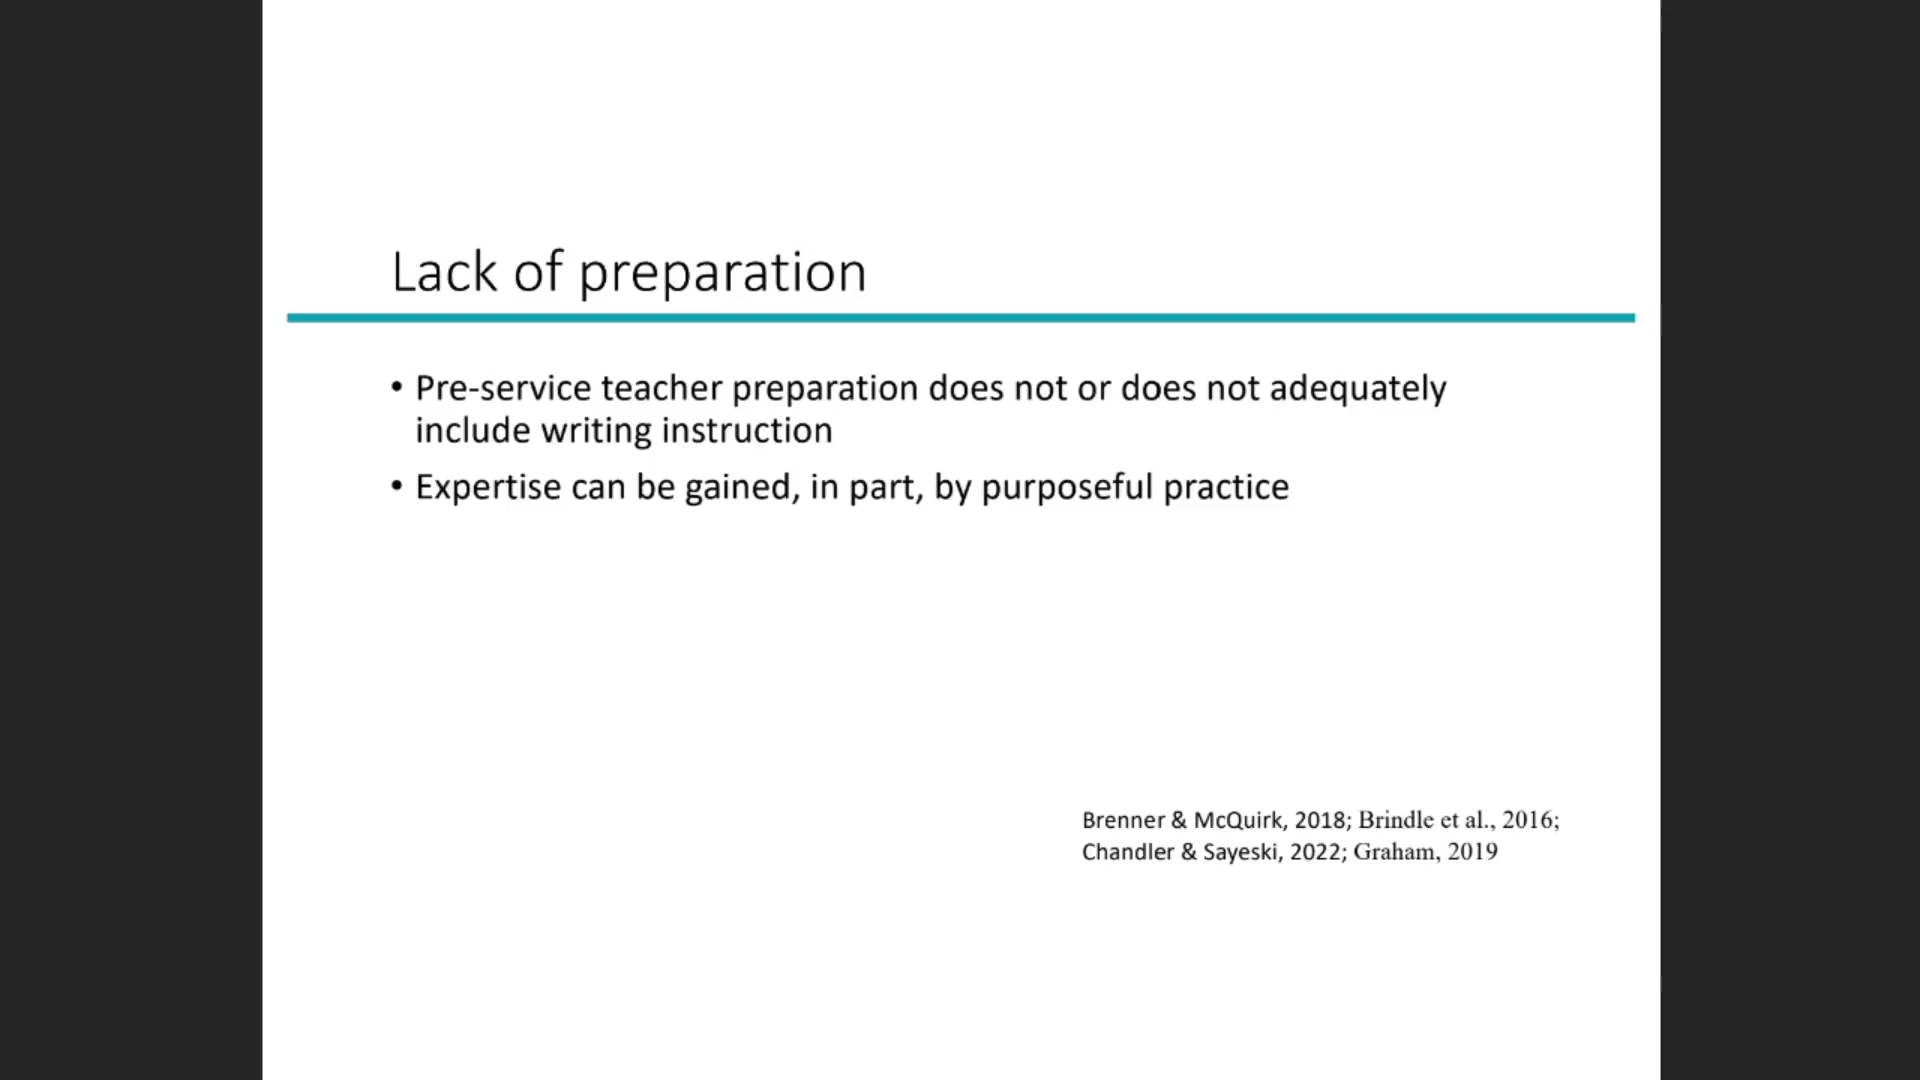 Lack of preparation
• Pre-service teacher preparation does not or does not adequately
include writing instruction
• Expertise can be gained, in part, by purposeful practice
Brenner & McQuirk, 2018; Brindle et al., 2016;
Chandler & Sayeski, 2022; Graham, 2019